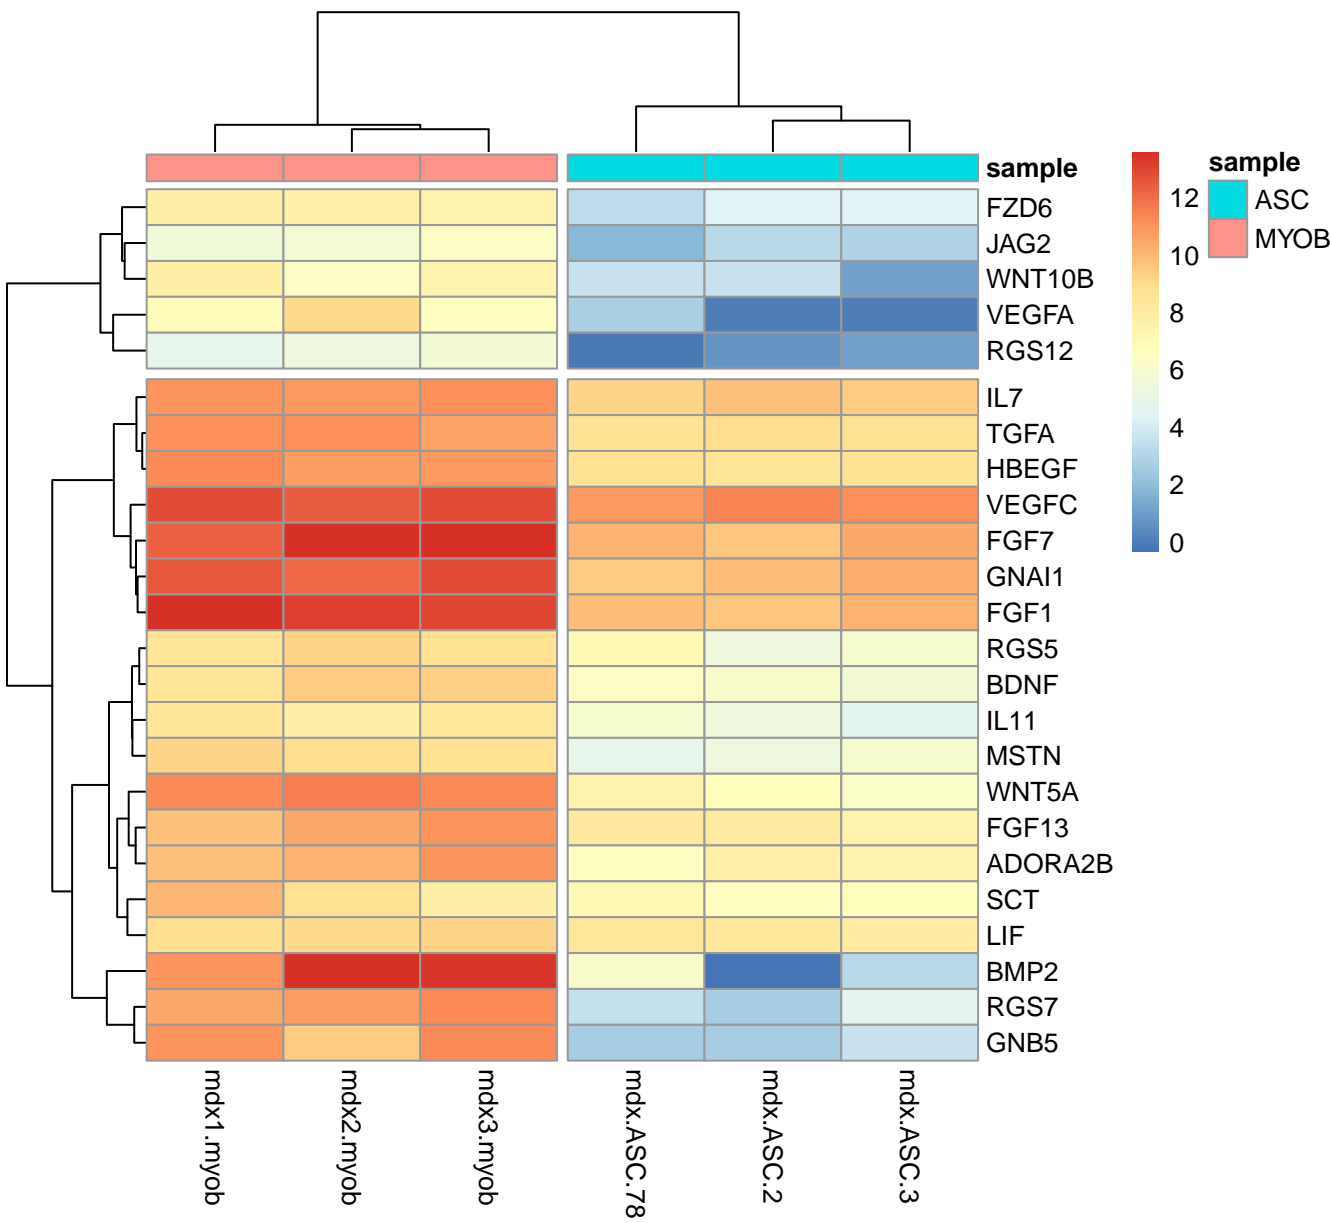 sample
FZD6
JAG2
WNT10B
VEGFA
RGS12
IL7
TGFA
HBEGF
VEGFC
FGF7
GNAI1
FGF1
RGS5
BDNF
IL11
MSTN
WNT5A
FGF13
ADORA2B
SCT
LIF
BMP2
RGS7
GNB5
mdx1.myob
mdx2.myob
mdx3.myob
mdx.ASC.78
mdx.ASC.2
mdx.ASC.3
12
10
8
6
4
2
0
sample
ASC
MYOB